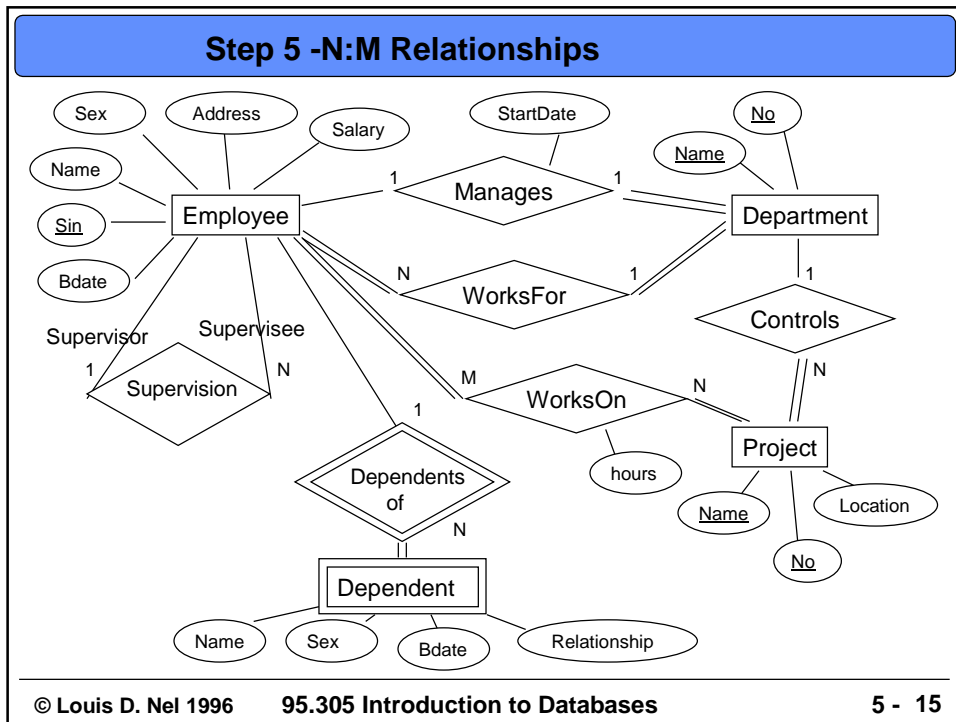 Step 5 -N:M Relationships
Sex
Address
Salary
StartDate
No
Name
Name
1
Manages
1
Employee
Department
Sin
Bdate
N
WorksFor
1
1
Controls
Supervisor
Supervisee
1
Supervision
N
M
WorksOn
N
N
1
Project
Dependents
of
hours
Location
Name
N
No
Dependent
Name
Sex
Bdate
Relationship
© Louis D. Nel 1996 95.305 Introduction to Databases 5 - 15